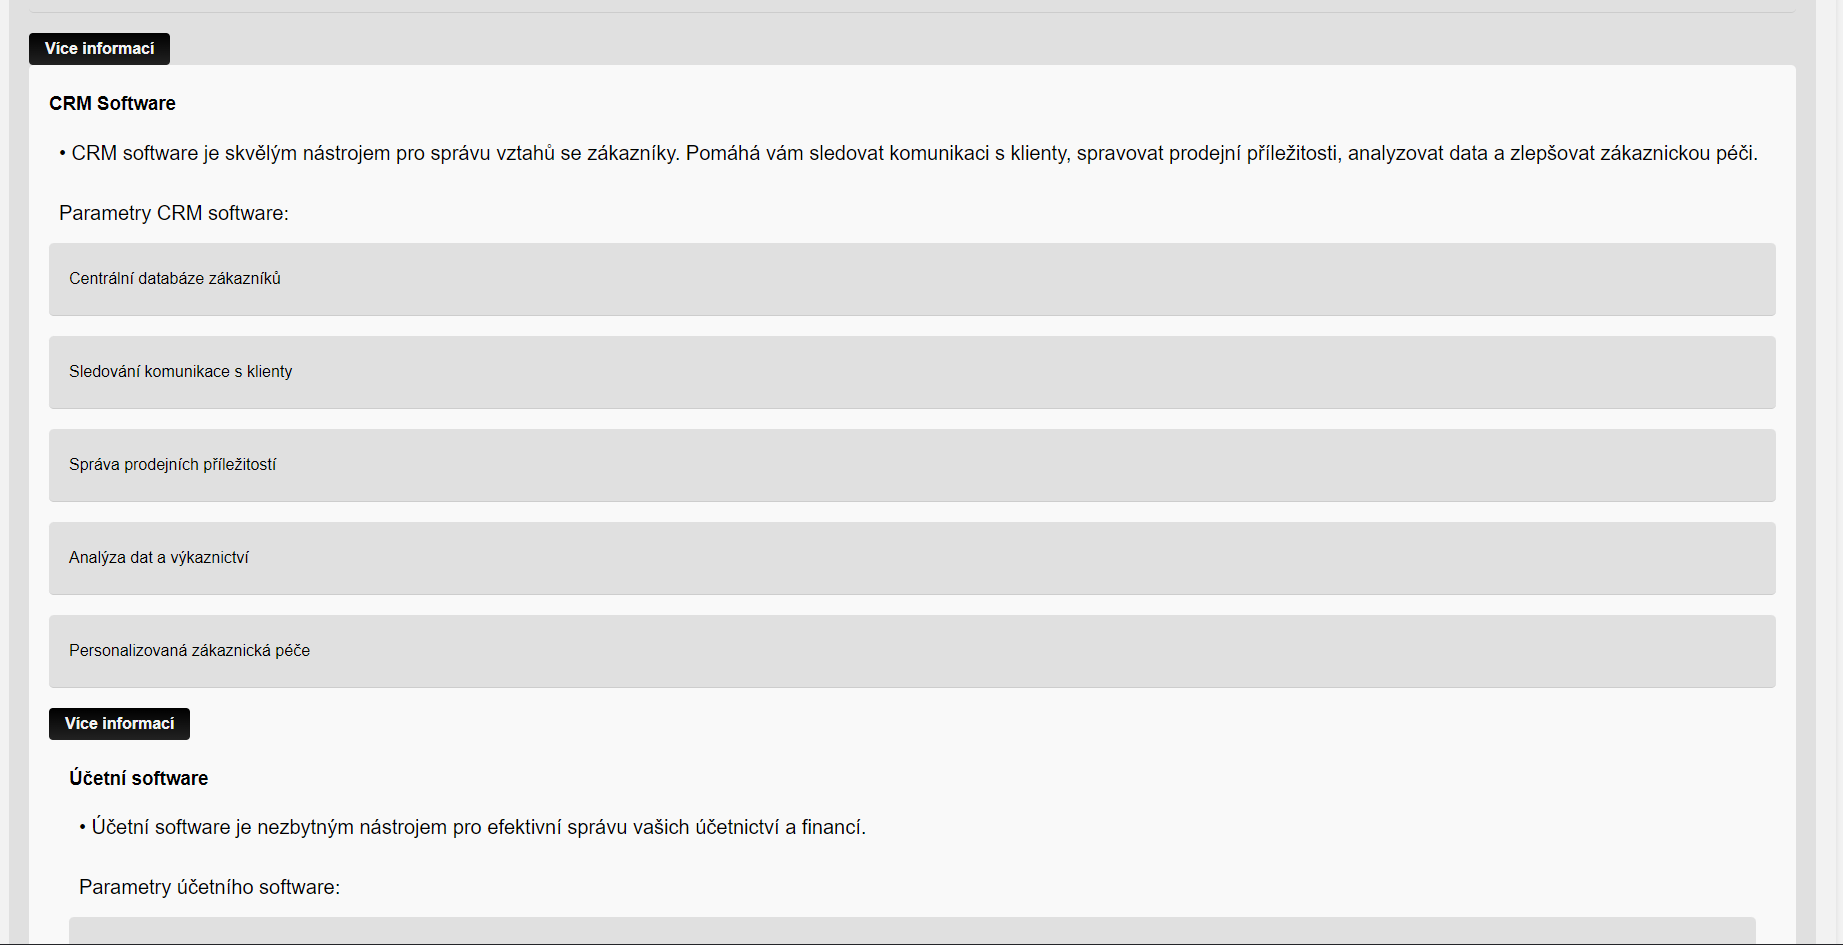 Více informací
CRM Software
• CRM software je skvělým nástrojem pro správu vztahů se zákazníky. Pomáhá vám sledovat komunikaci s klienty, spravovat prodejní příležitosti, analyzovat data a zlepšovat zákaznickou péči.
Parametry CRM software:
Centrální databáze zákazníků
Sledování komunikace s klienty
Správa prodejních příležitostí
Analýza dat a výkaznictví
Personalizovaná zákaznická péče
Více informací
Účetní software
• Účetní software je nezbytným nástrojem pro efektivní správu vašich účetnictví a financí.
Parametry účetního software: